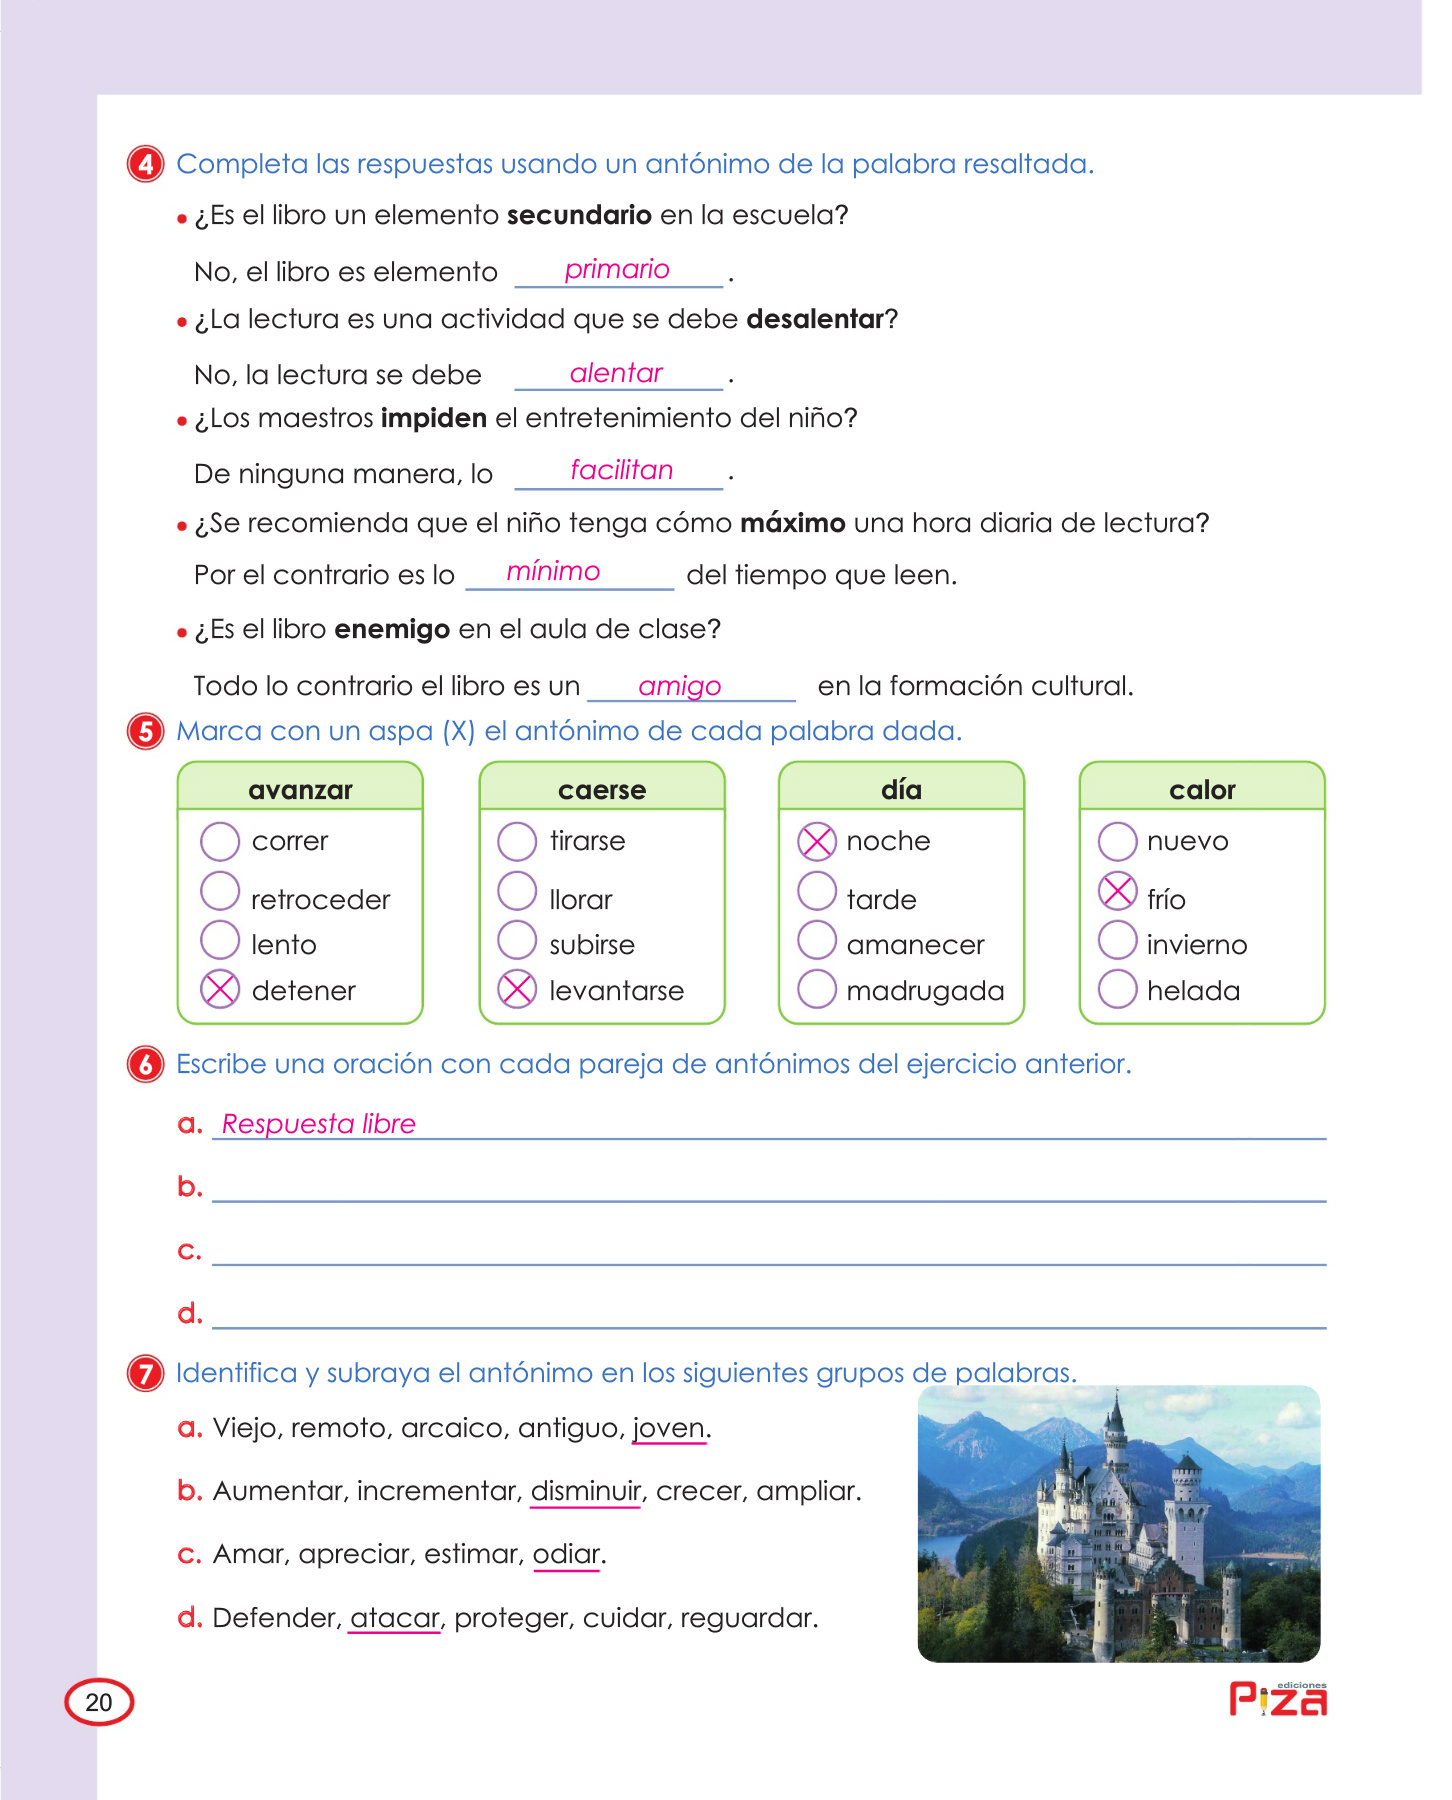 4 Completa las respuestas usando un antónimo de la palabra resaltada.
• ¿Es el libro un elemento secundario en la escuela?
No, el libro es elemento primario.
• ¿La lectura es una actividad que se debe desalentar?
No, la lectura se debe alentar.
• ¿Los maestros impiden el entretenimiento del niño?
De ninguna manera, lo facilitan.
• ¿Se recomienda que el niño tenga cómo máximo una hora diaria de lectura?
Por el contrario es lo mínimo del tiempo que leen.
• ¿Es el libro enemigo en el aula de clase?
Todo lo contrario el libro es un amigo en la formación cultural.
5 Marca con un aspa (X) el antónimo de cada palabra dada.
avanzar caerse día calor
correr tirarse noche nuevo
retroceder llorar tarde frío
lento subirse amanecer invierno
detener levantarse madrugada helada
6 Escribe una oración con cada pareja de antónimos del ejercicio anterior.
a. Respuesta libre
b.
c.
d.
7 Identifica y subraya el antónimo en los siguientes grupos de palabras.
a. Viejo, remoto, arcaico, antiguo, joven.
b. Aumentar, incrementar, disminuir, crecer, ampliar.
c. Amar, apreciar, estimar, odiar.
d. Defender, atacar, proteger, cuidar, reguardar.
20
ediciones
Piza